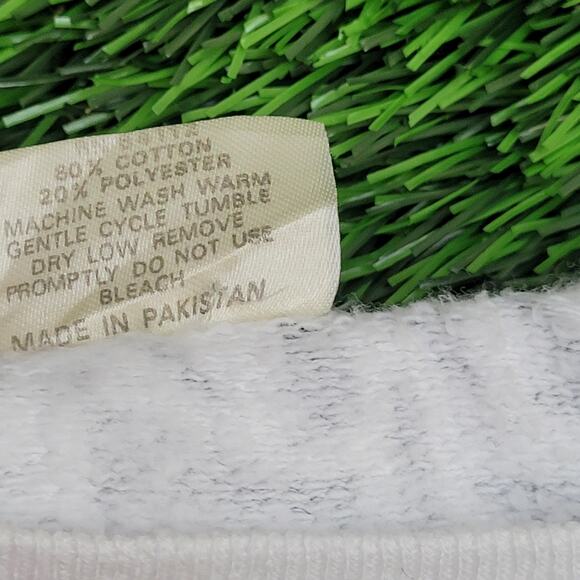 80% COTTON
20% POLYESTER
MACHINE WASH WARM
GENTLE CYCLE TUMBLE
DRY LOW REMOVE
PROMPTLY DO NOT USE
BLEACH
MADE IN PAKISTAN